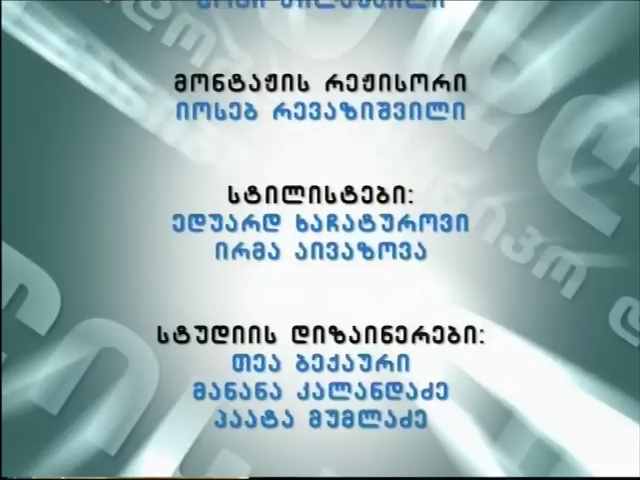 მონტაჟის რეჟისორი
იოსებ რევაზიშვილი
სტილისტები:
ედუარდ ხაჩატუროვი
ირმა აივაზოვა
სტუდიის დიზაინერები:
თეა ბექაური
მანანა კალანდაძე
პაატა მუმლაძე